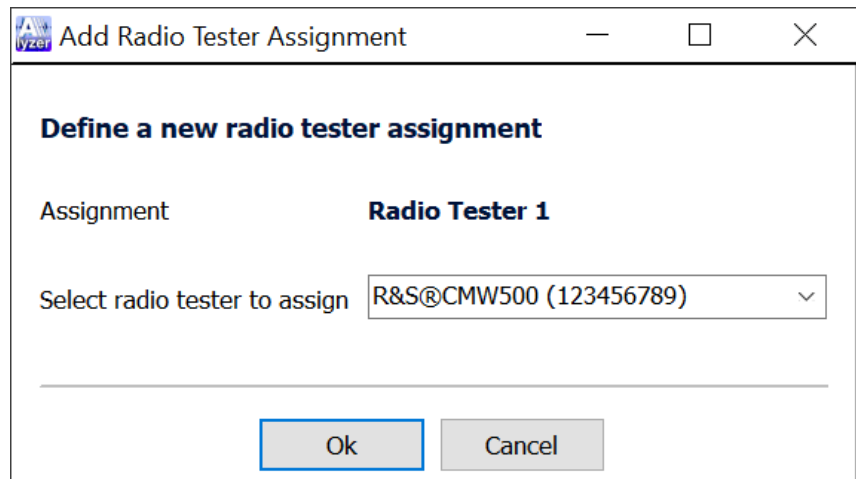 A
lyzer
Add Radio Tester Assignment
Define a new radio tester assignment
Assignment
Radio Tester 1
Select radio tester to assign
R&S®CMW500 (123456789)
Ok
Cancel